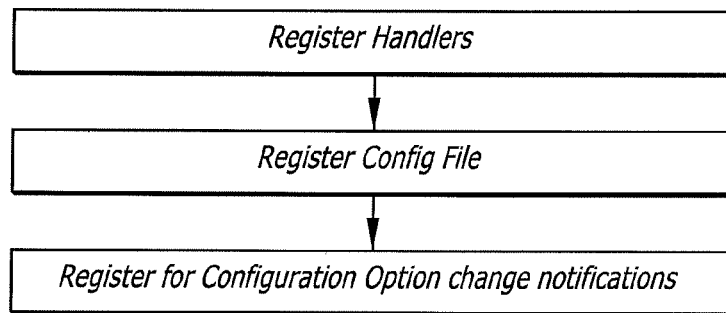 Register Handlers
Register Config File
Register for Configuration Option change notifications